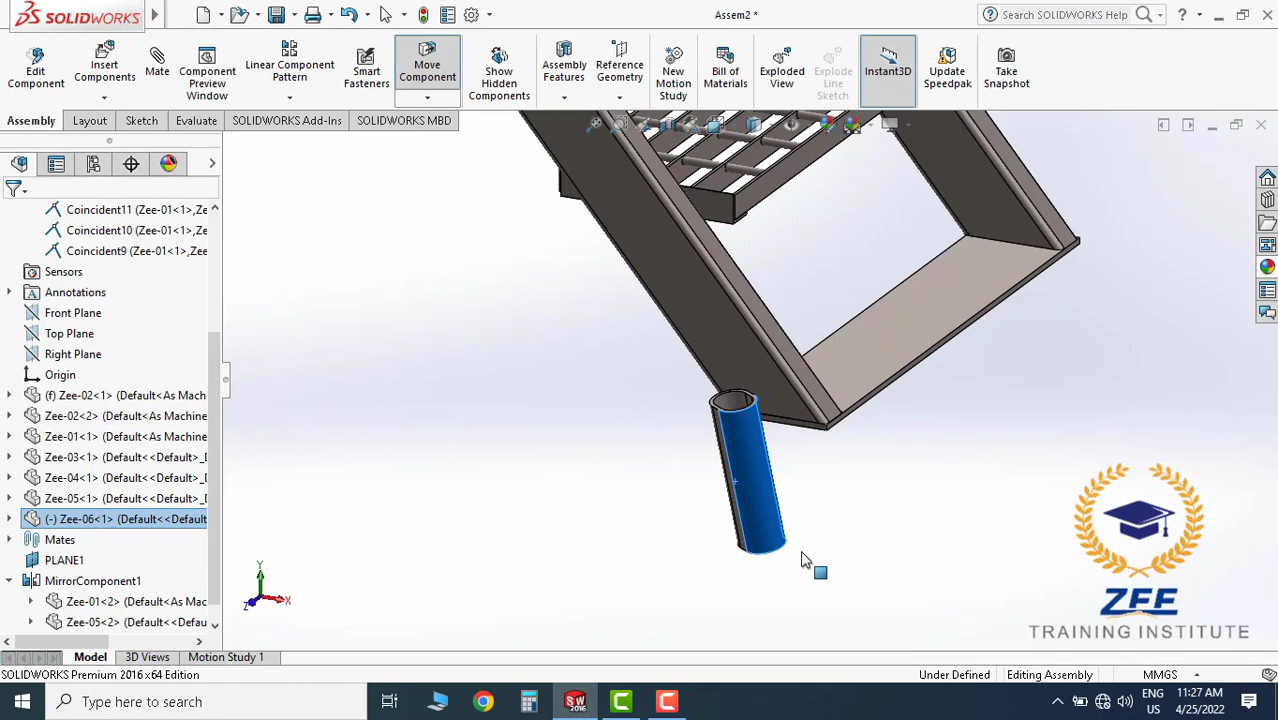 SOLIDWORKS
Assem2 *
Search SOLIDWORKS Help
Edit Component
Insert Components
Mate
Component Preview Window
Linear Component Pattern
Smart Fasteners
Move Component
Show Hidden Components
Assembly Features
Reference Geometry
New Motion Study
Bill of Materials
Exploded View
Explode Line Sketch
Instant3D
Update Speedpak
Take Snapshot
Assembly
Layout
Sketch
Evaluate
SOLIDWORKS Add-Ins
SOLIDWORKS MBD
Coincident11 (Zee-01<1>,Ze
Coincident10 (Zee-01<1>,Ze
Coincident9 (Zee-01<1>,Zee
Sensors
Annotations
Front Plane
Top Plane
Right Plane
Origin
(f) Zee-02<1> (Default<As Mac
Zee-02<2> (Default<As Machine
Zee-01<1> (Default<As Machine
Zee-03<1> (Default<<Default>_D
Zee-04<1> (Default<<Default>_D
Zee-05<1> (Default<<Default>_D
(-) Zee-06<1> (Default<<Default
Mates
PLANE1
MirrorComponent1
Zee-01<2> (Default<As Mac
Zee-05<2> (Default<<Defau
Y
X
Z
ZEE
TRAINING INSTITUTE
Model
3D Views
Motion Study 1
SOLIDWORKS Premium 2016 x64 Edition
Under Defined
Editing Assembly
MMGS
Type here to search
SW
2016
ENG
US
11:27 AM
4/25/2022